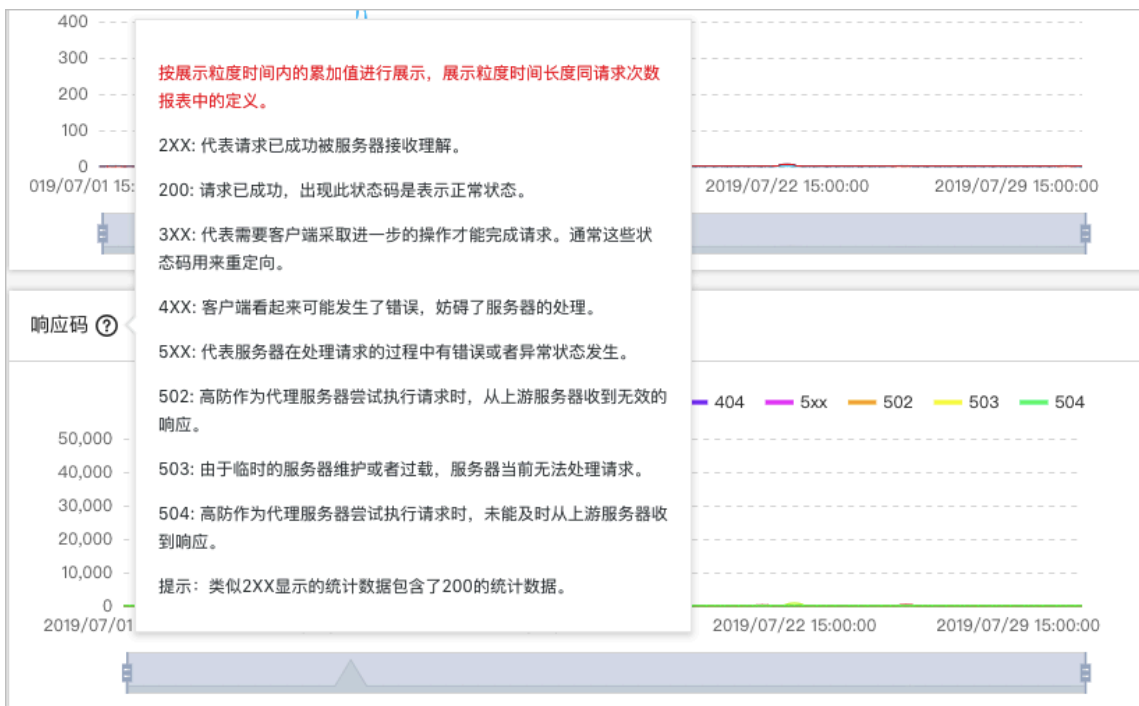 400
300
200
100
0
019/07/01 15:
2019/07/22 15:00:00
2019/07/29 15:00:00
按展示粒度时间内的累加值进行展示，展示粒度时间长度同请求次数
报表中的定义。
2XX: 代表请求已成功被服务器接收理解。
200: 请求已成功，出现此状态码是表示正常状态。
3XX: 代表需要客户端采取进一步的操作才能完成请求。通常这些状
态码用来重定向。
4XX: 客户端看起来可能发生了错误，妨碍了服务器的处理。
5XX: 代表服务器在处理请求的过程中有错误或者异常状态发生。
502: 高防作为代理服务器尝试执行请求时，从上游服务器收到无效的
响应。
503: 由于临时的服务器维护或者过载，服务器当前无法处理请求。
504: 高防作为代理服务器尝试执行请求时，未能及时从上游服务器收
到响应。
提示：类似2XX显示的统计数据包含了200的统计数据。
响应码 ?
404 5xx 502 503 504
50,000
40,000
30,000
20,000
10,000
0
2019/07/01
2019/07/22 15:00:00
2019/07/29 15:00:00